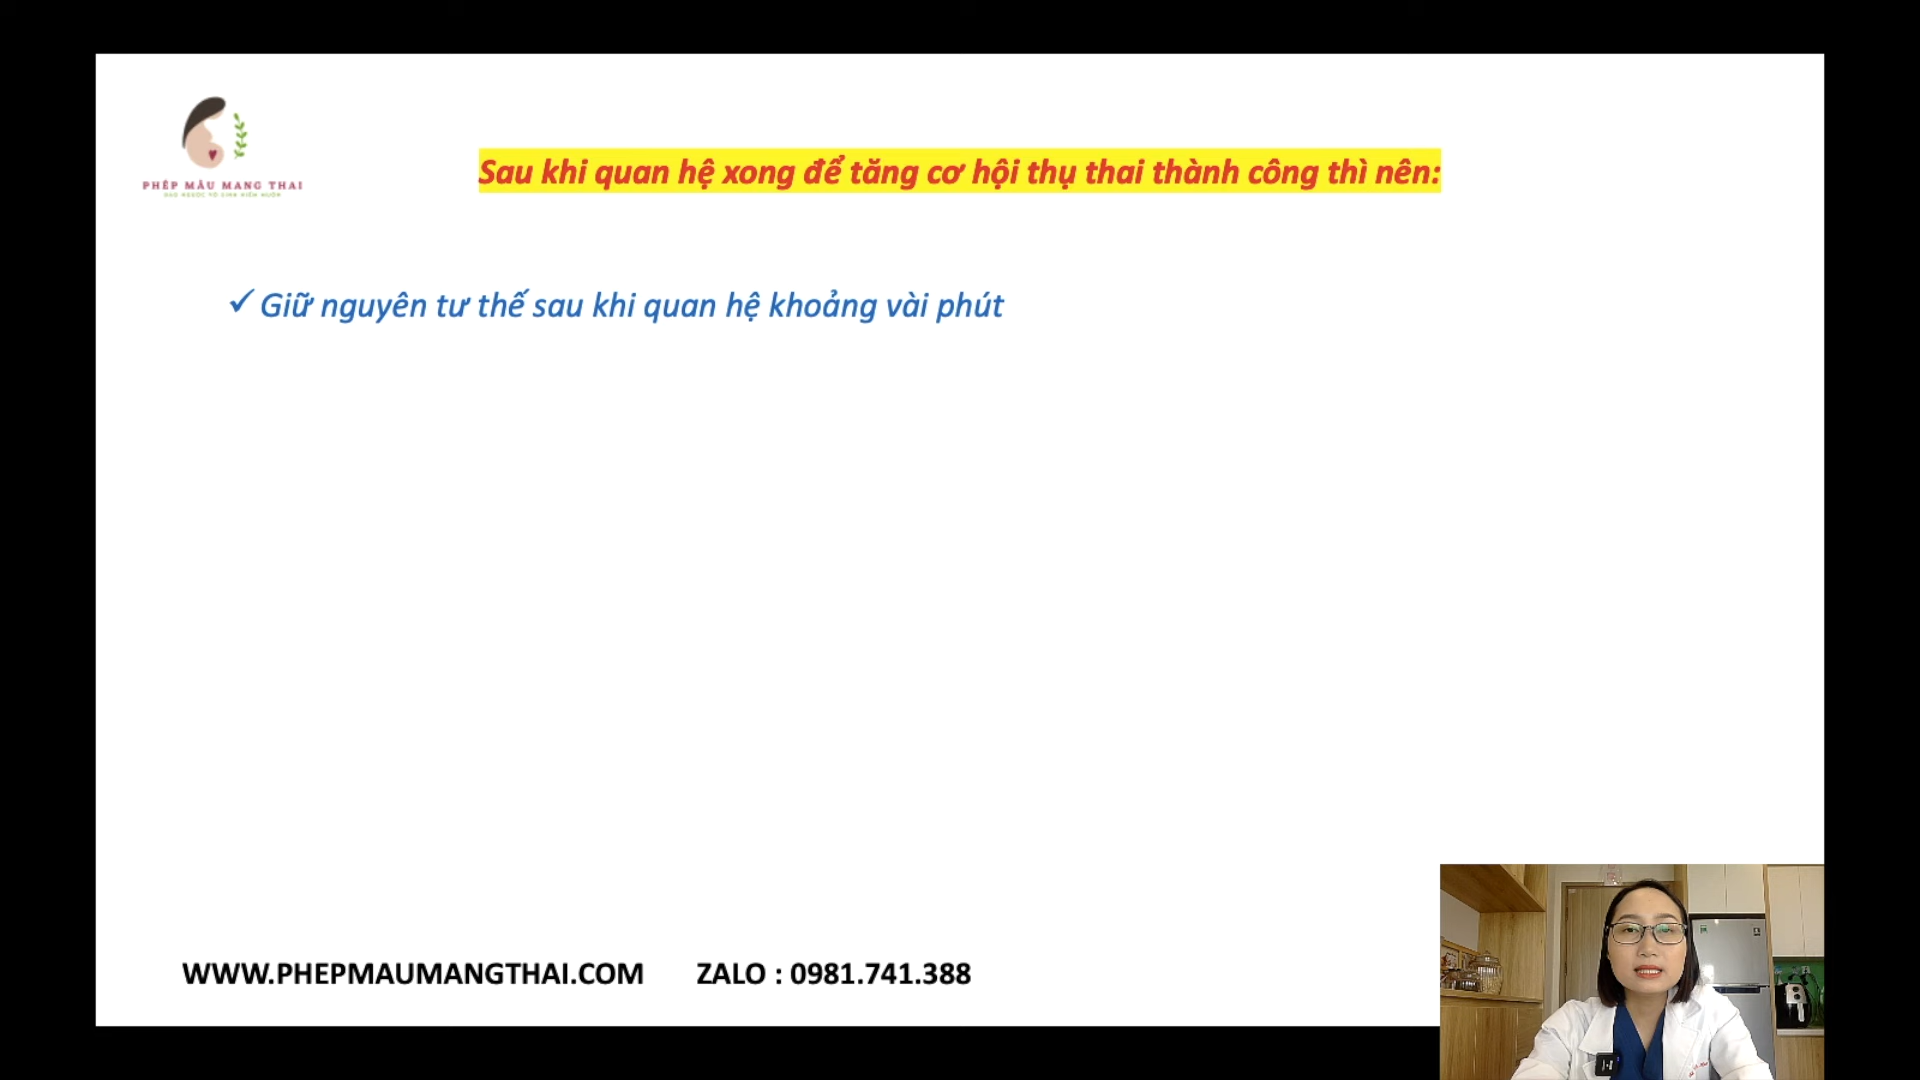 PHÉP MÀU MANG THAI
Sau khi quan hệ xong để tăng cơ hội thụ thai thành công thì nên:
✓ Giữ nguyên tư thế sau khi quan hệ khoảng vài phút
WWW.PHEPMAUMANGTHAI.COM ZALO : 0981.741.388